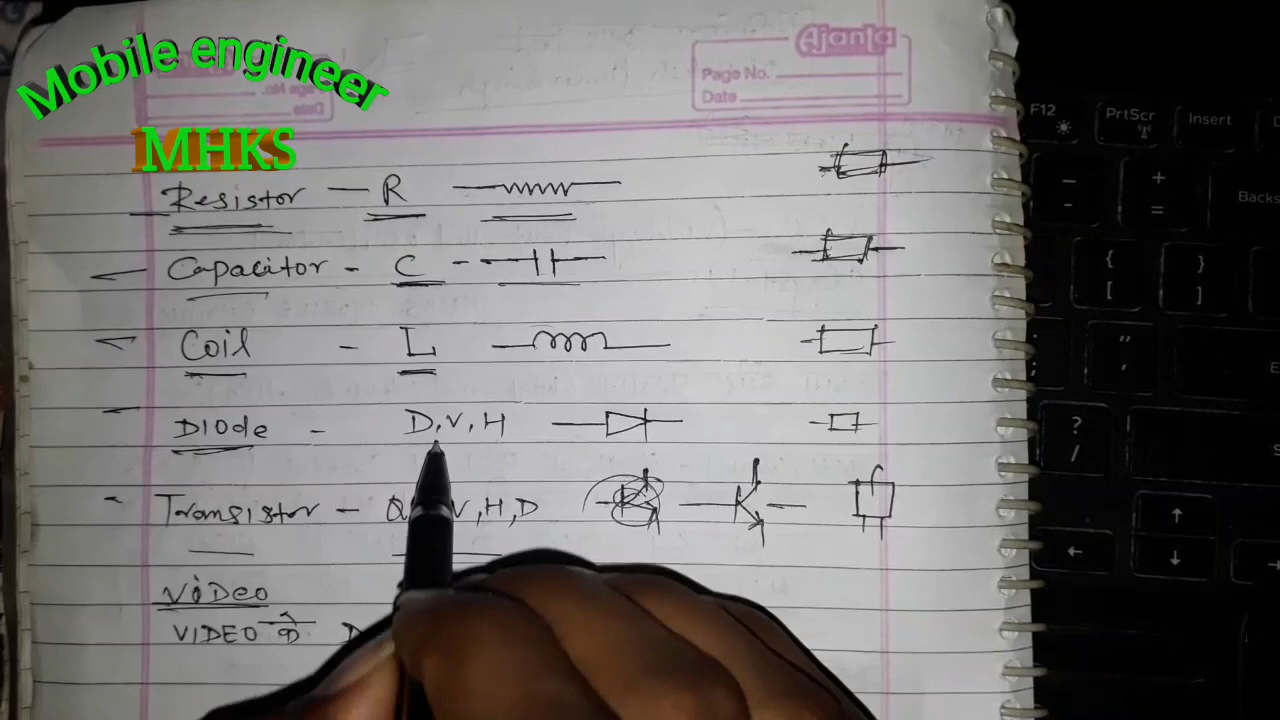 Mobile engineer
MHKS
Ajanta
Page No.
Date
Resistor - R
Capacitor - C
Coil - L
Diode - D, V, H
Transistor - Q V, H, D
VIDEO
VIDEO D
F12
PrtScr
Insert
Backs